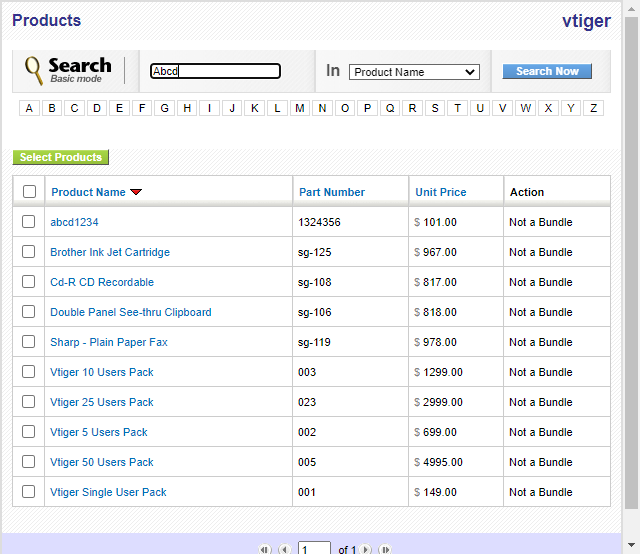 Products vtiger
Search Basic mode Abcd In Product Name Search Now
A B C D E F G H I J K L M N O P Q R S T U V W X Y Z
Select Products
Product Name Part Number Unit Price Action
abcd1234 1324356 $ 101.00 Not a Bundle
Brother Ink Jet Cartridge sg-125 $ 967.00 Not a Bundle
Cd-R CD Recordable sg-108 $ 817.00 Not a Bundle
Double Panel See-thru Clipboard sg-106 $ 818.00 Not a Bundle
Sharp - Plain Paper Fax sg-119 $ 978.00 Not a Bundle
Vtiger 10 Users Pack 003 $ 1299.00 Not a Bundle
Vtiger 25 Users Pack 023 $ 2999.00 Not a Bundle
Vtiger 5 Users Pack 002 $ 699.00 Not a Bundle
Vtiger 50 Users Pack 005 $ 4995.00 Not a Bundle
Vtiger Single User Pack 001 $ 149.00 Not a Bundle
1 of 1